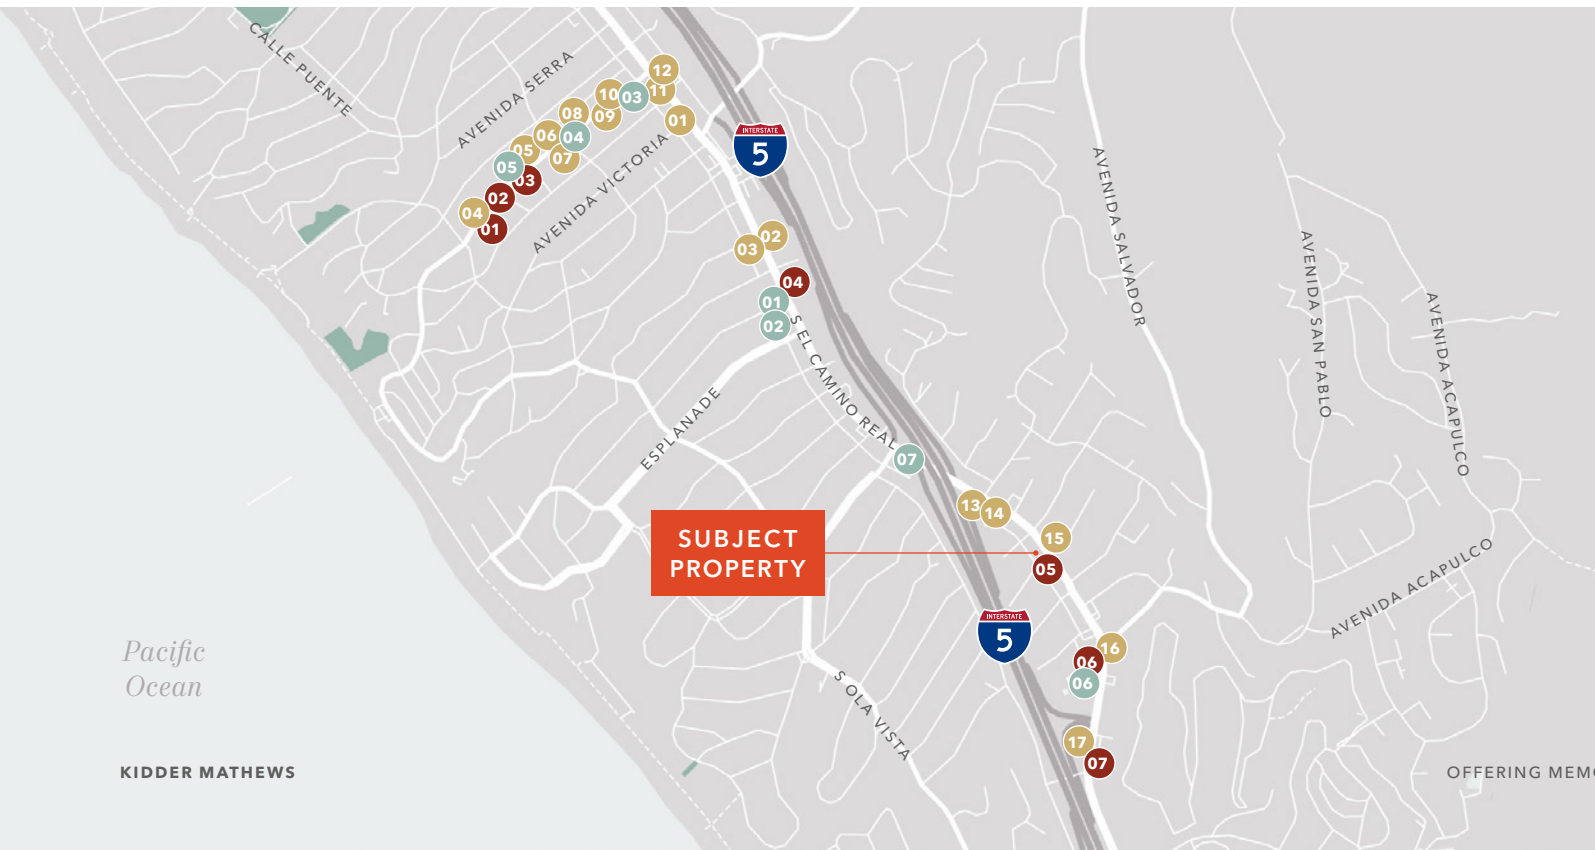 CALLE PUENTE
AVENIDA SERRA
12
10
03
11
08
09
01
06
04
05
07
05
03
02
04
01
AVENIDA VICTORIA
INTERSTATE
5
02
03
04
01
02
S EL CAMINO REAL
ESPLANADE
AVENIDA SALVADOR
AVENIDA SAN PABLO
AVENIDA ACAPULCO
07
13
14
15
SUBJECT
PROPERTY
05
AVENIDA ACAPULCO
INTERSTATE
5
16
06
06
Pacific
Ocean
S OLA VISTA
17
07
KIDDER MATHEWS
OFFERING MEM